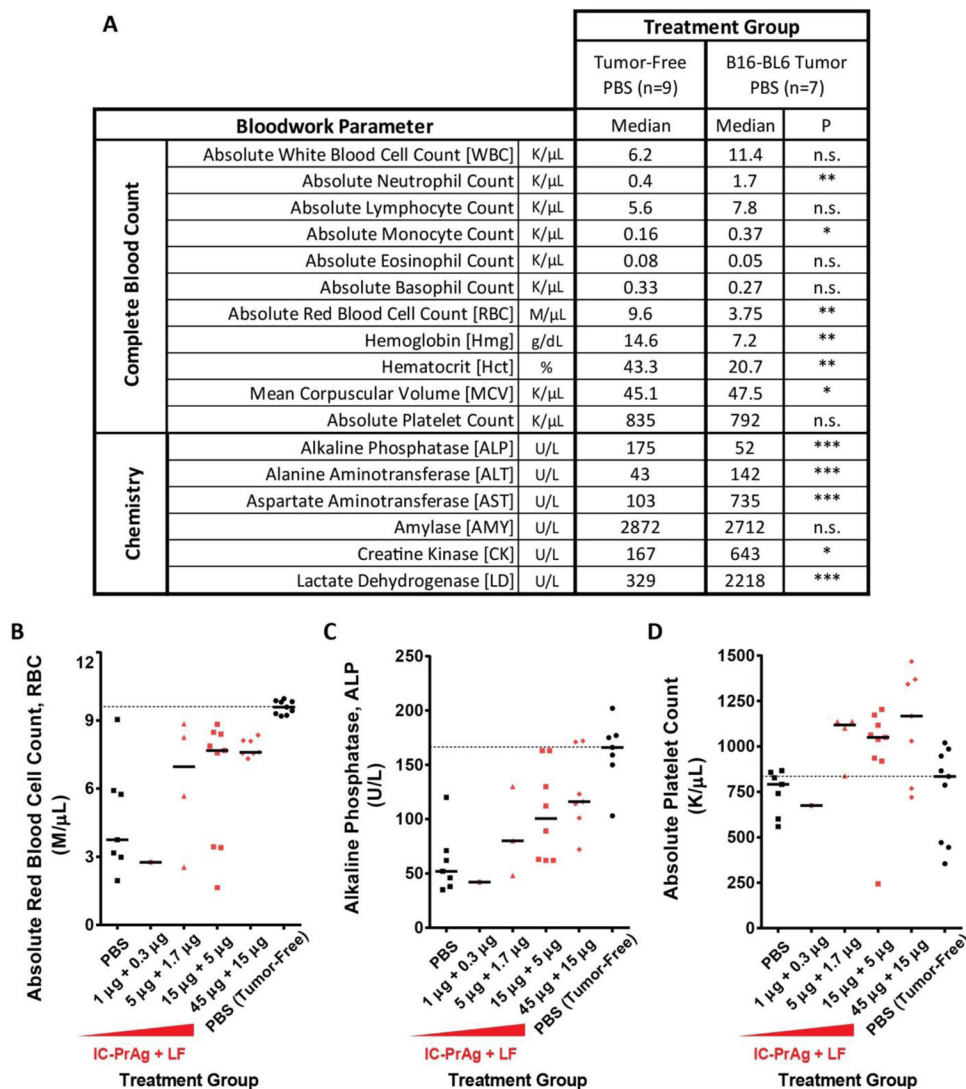 A
Treatment Group
Tumor-Free PBS (n=9) B16-BL6 Tumor PBS (n=7)
Bloodwork Parameter Median Median P
Complete Blood Count
Absolute White Blood Cell Count [WBC] K/μL 6.2 11.4 n.s.
Absolute Neutrophil Count K/μL 0.4 1.7 **
Absolute Lymphocyte Count K/μL 5.6 7.8 n.s.
Absolute Monocyte Count K/μL 0.16 0.37 *
Absolute Eosinophil Count K/μL 0.08 0.05 n.s.
Absolute Basophil Count K/μL 0.33 0.27 n.s.
Absolute Red Blood Cell Count [RBC] M/μL 9.6 3.75 **
Hemoglobin [Hmg] g/dL 14.6 7.2 **
Hematocrit [Hct] % 43.3 20.7 **
Mean Corpuscular Volume [MCV] K/μL 45.1 47.5 *
Absolute Platelet Count K/μL 835 792 n.s.
Chemistry
Alkaline Phosphatase [ALP] U/L 175 52 ***
Alanine Aminotransferase [ALT] U/L 43 142 ***
Aspartate Aminotransferase [AST] U/L 103 735 ***
Amylase [AMY] U/L 2872 2712 n.s.
Creatine Kinase [CK] U/L 167 643 *
Lactate Dehydrogenase [LD] U/L 329 2218 ***
B
Absolute Red Blood Cell Count, RBC
(M/μL)
12
9
6
3
0
PBS
1 μg + 0.3 μg
5 μg + 1.7 μg
15 μg + 5 μg
45 μg + 15 μg
PBS (Tumor-Free)
IC-PrAg + LF
Treatment Group
C
Alkaline Phosphatase, ALP
(U/L)
250
200
150
100
50
0
PBS
1 μg + 0.3 μg
5 μg + 1.7 μg
15 μg + 5 μg
45 μg + 15 μg
PBS (Tumor-Free)
IC-PrAg + LF
Treatment Group
D
Absolute Platelet Count
(K/μL)
1500
1250
1000
750
500
250
0
PBS
1 μg + 0.3 μg
5 μg + 1.7 μg
15 μg + 5 μg
45 μg + 15 μg
PBS (Tumor-Free)
IC-PrAg + LF
Treatment Group